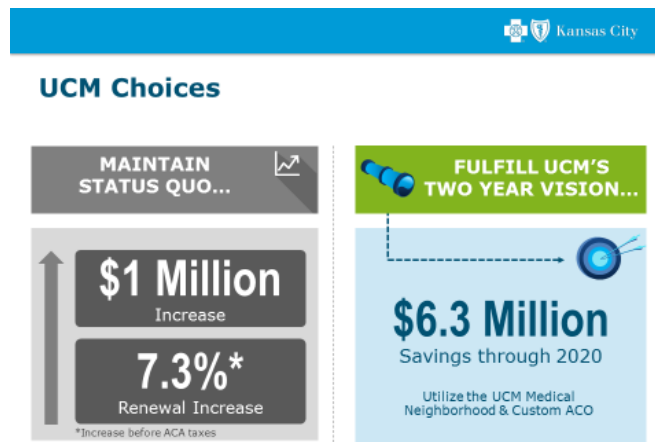 Kansas City
UCM Choices
MAINTAIN
STATUS QUO...
$1 Million
Increase
7.3%*
Renewal Increase
*Increase before ACA taxes
FULFILL UCM'S
TWO YEAR VISION...
$6.3 Million
Savings through 2020
Utilize the UCM Medical
Neighborhood & Custom ACO